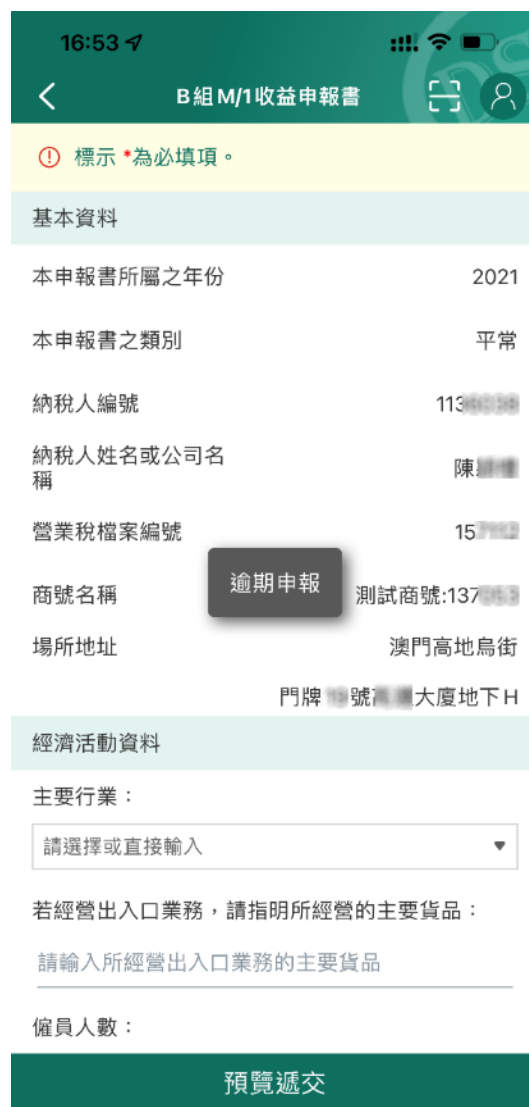 16:53
B組M/1收益申報書
標示 *為必填項。
基本資料
本申報書所屬之年份 2021
本申報書之類別 平常
納稅人編號 113
納稅人姓名或公司名
稱 陳
營業稅檔案編號 15
逾期申報
商號名稱 測試商號:137
場所地址 澳門高地烏街
門牌 號 大廈地下H
經濟活動資料
主要行業：
請選擇或直接輸入
若經營出入口業務，請指明所經營的主要貨品：
請輸入所經營出入口業務的主要貨品
僱員人數：
預覽遞交